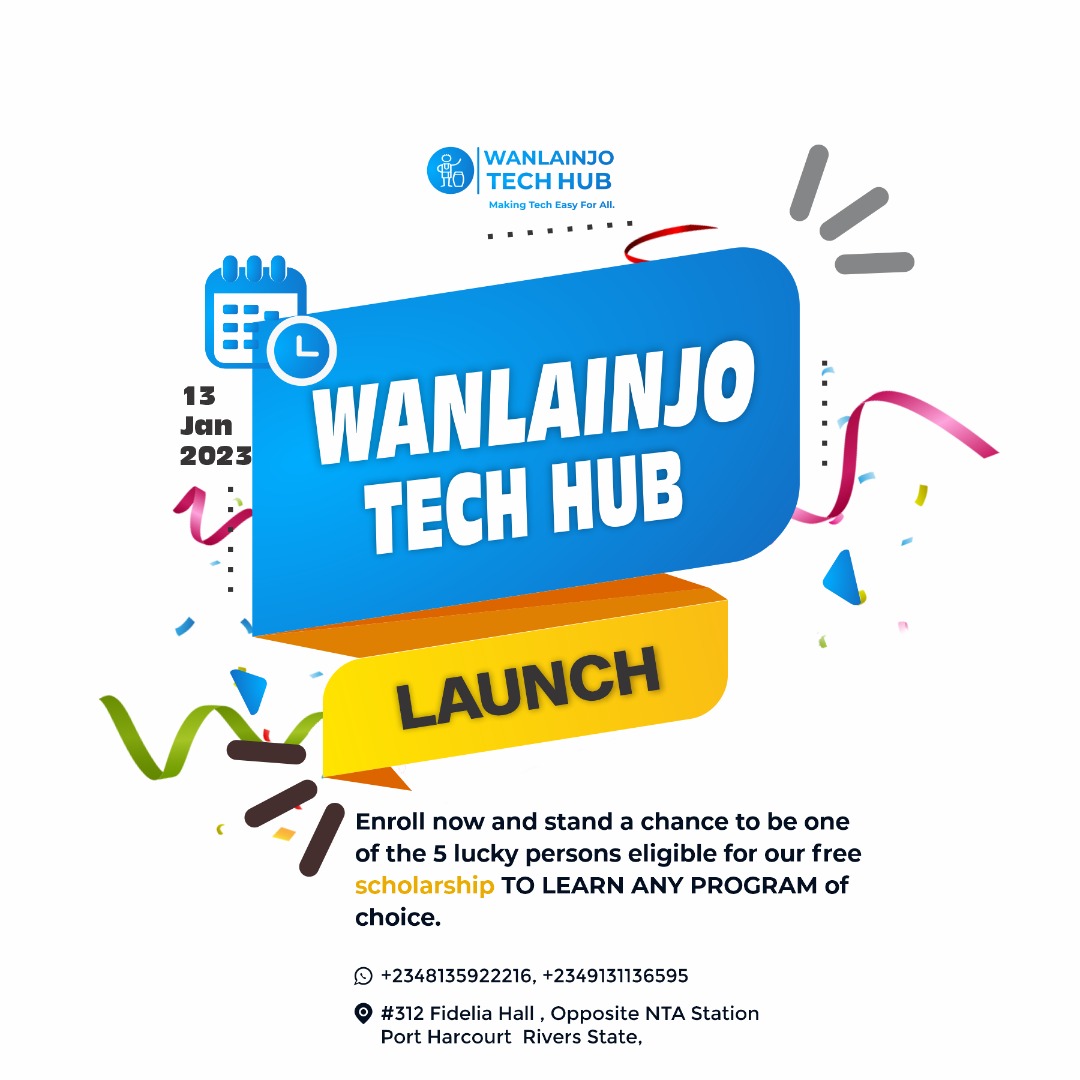 WANLAINJO
TECH HUB
Making Tech Easy For All.
13
Jan
2023
WANLAINJO
TECH HUB
LAUNCH
Enroll now and stand a chance to be one
of the 5 lucky persons eligible for our free
scholarship TO LEARN ANY PROGRAM of
choice.
+2348135922216, +2349131136595
#312 Fidelia Hall , Opposite NTA Station
Port Harcourt  Rivers State,